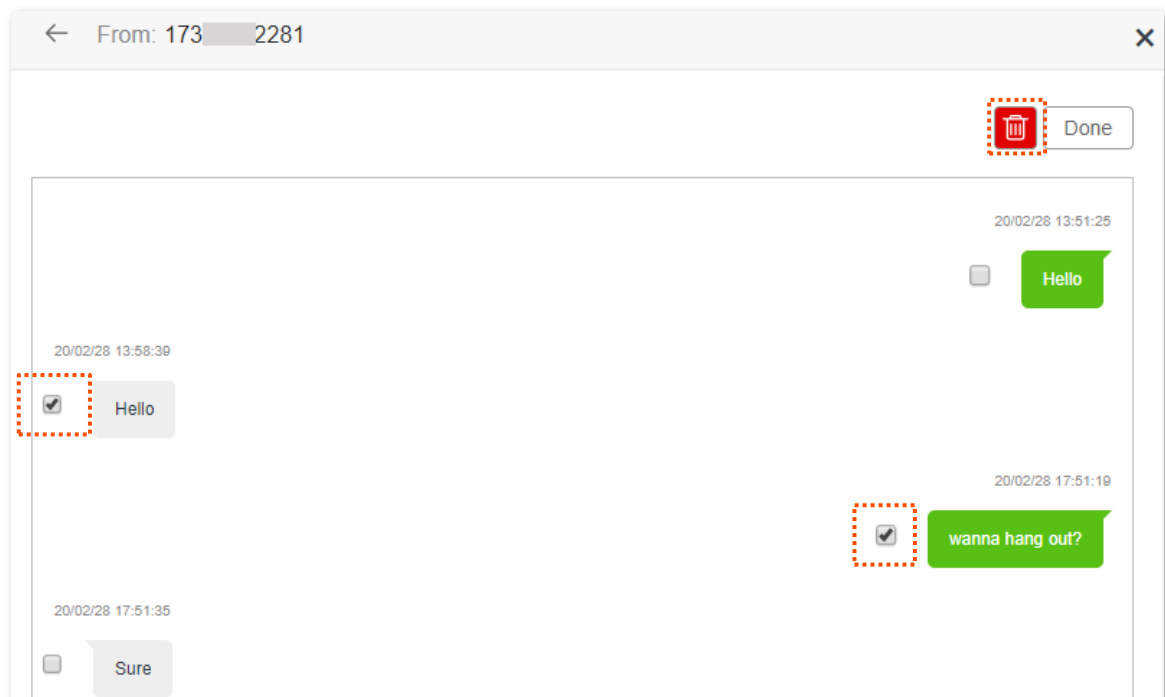 From: 173 2281
Done
20/02/28 13:51:25
Hello
20/02/28 13:58:39
Hello
20/02/28 17:51:19
wanna hang out?
20/02/28 17:51:35
Sure